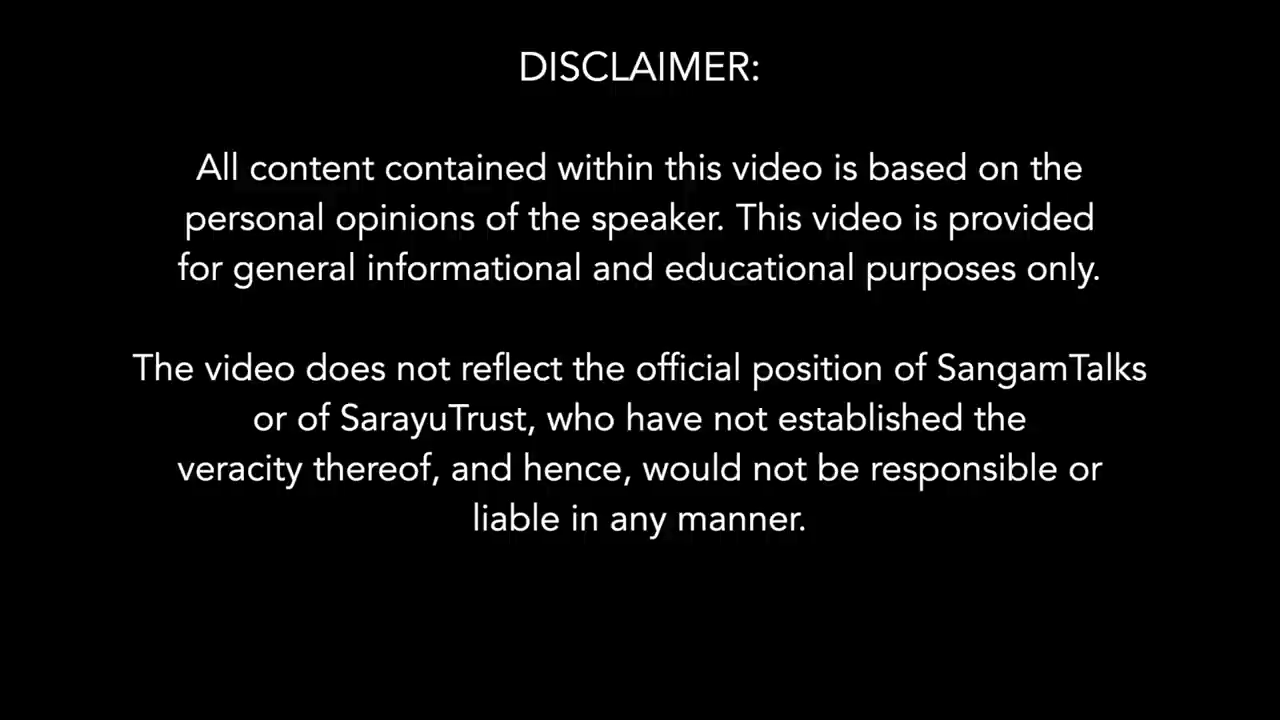 DISCLAIMER:
All content contained within this video is based on the
personal opinions of the speaker. This video is provided
for general informational and educational purposes only.
The video does not reflect the official position of SangamTalks
or of SarayuTrust, who have not established the
veracity thereof, and hence, would not be responsible or
liable in any manner.